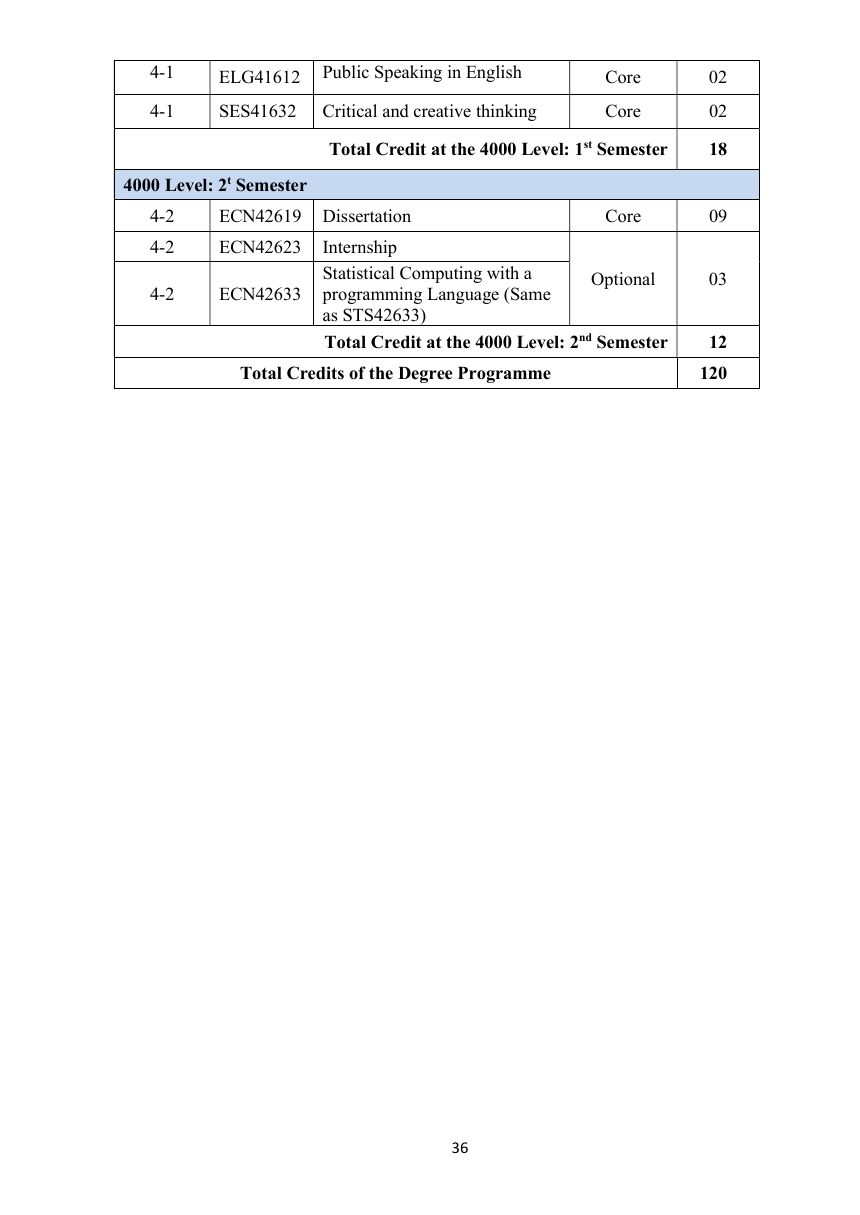 4-1 ELG41612 Public Speaking in English Core 02
4-1 SES41632 Critical and creative thinking Core 02
Total Credit at the 4000 Level: 1st Semester 18
4000 Level: 2t Semester
4-2 ECN42619 Dissertation Core 09
4-2 ECN42623 Internship
Optional 03
4-2 ECN42633 Statistical Computing with a
programming Language (Same
as STS42633)
Total Credit at the 4000 Level: 2nd Semester 12
Total Credits of the Degree Programme 120
36